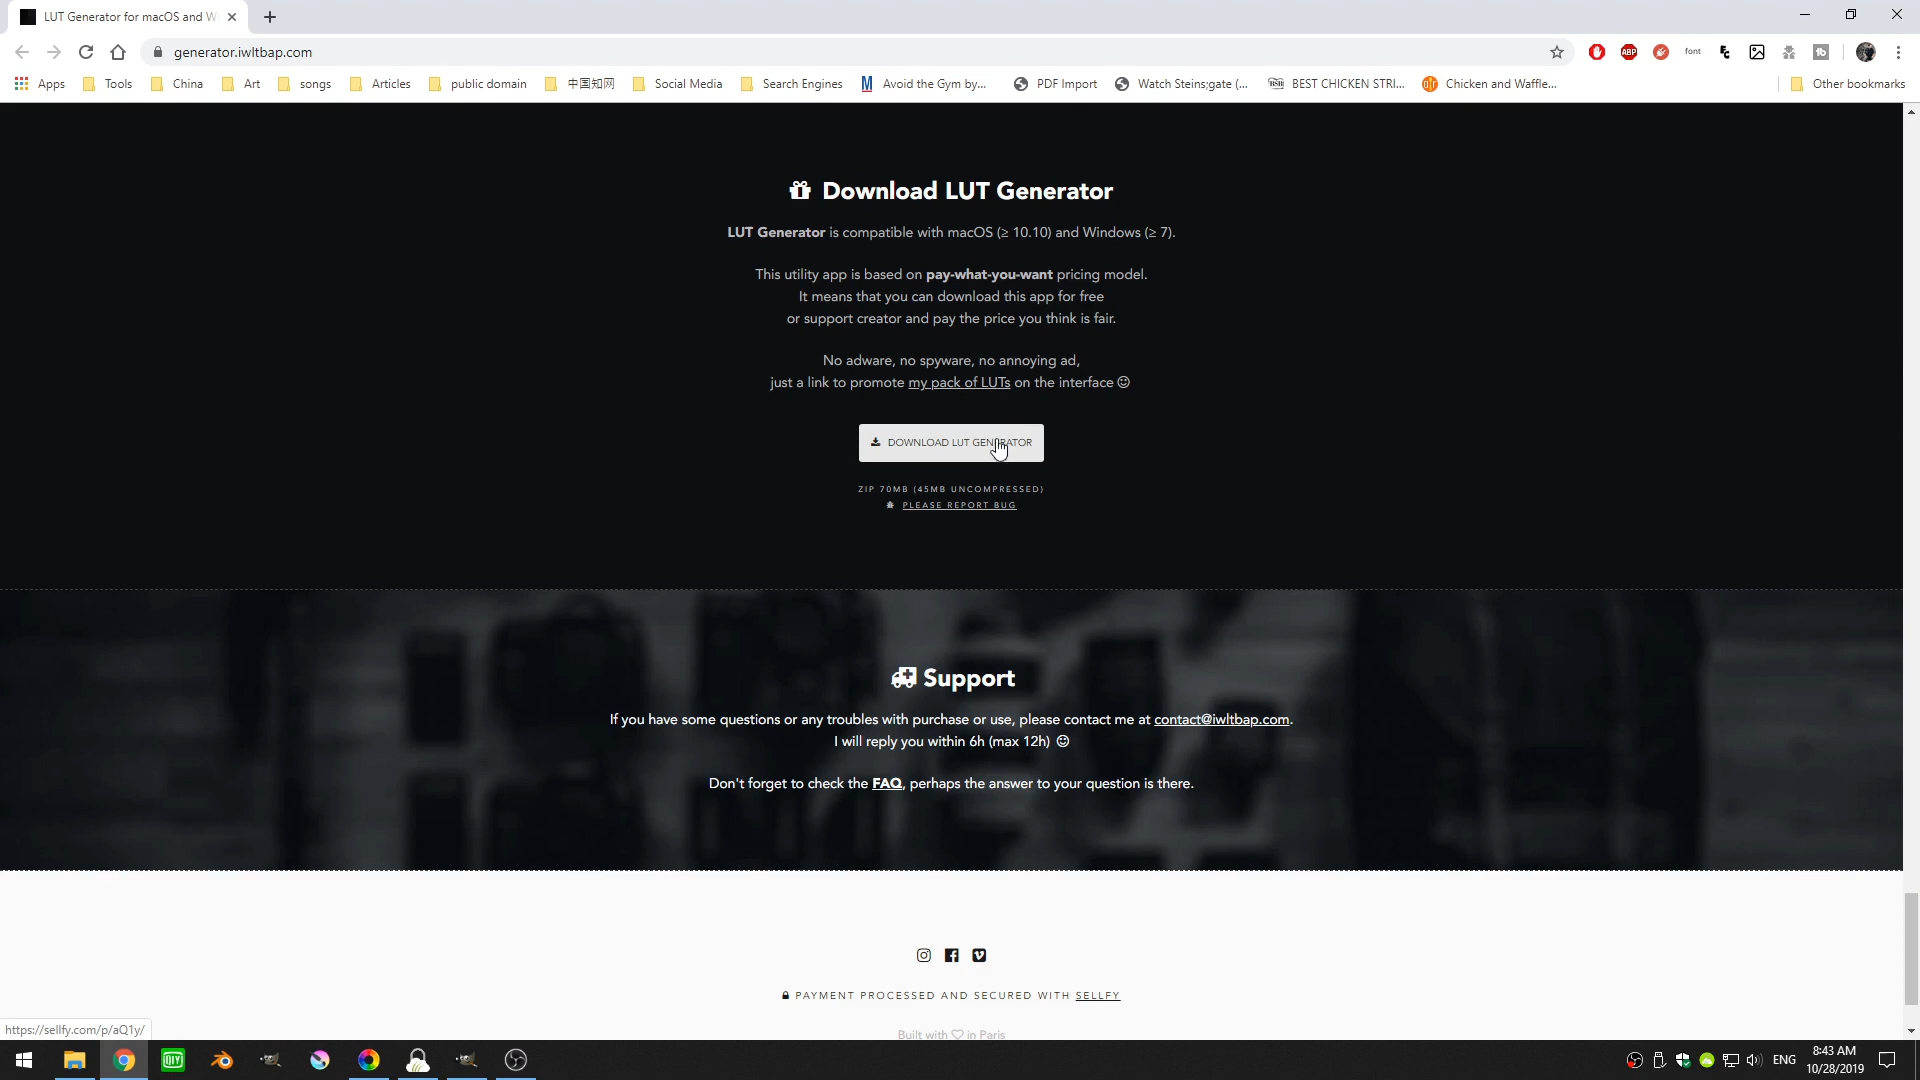 LUT Generator for macOS and W
generator.iwltbap.com
font
ABP
Apps
Tools
China
Art
songs
Articles
public domain
中国知网
Social Media
Search Engines
Avoid the Gym by...
PDF Import
Watch Steins;gate (...
BEST CHICKEN STRI...
Chicken and Waffle...
Other bookmarks
Download LUT Generator
LUT Generator is compatible with macOS (≥ 10.10) and Windows (≥ 7).
This utility app is based on pay-what-you-want pricing model.
It means that you can download this app for free
or support creator and pay the price you think is fair.
No adware, no spyware, no annoying ad,
just a link to promote my pack of LUTs on the interface
DOWNLOAD LUT GENERATOR
ZIP 70MB (45MB UNCOMPRESSED)
PLEASE REPORT BUG
Support
If you have some questions or any troubles with purchase or use, please contact me at contact@iwltbap.com.
I will reply you within 6h (max 12h)
Don't forget to check the FAQ, perhaps the answer to your question is there.
PAYMENT PROCESSED AND SECURED WITH SELLFY
Built with ♡ in Paris
https://sellfy.com/p/aQ1y/
ENG
8:43 AM
10/28/2019